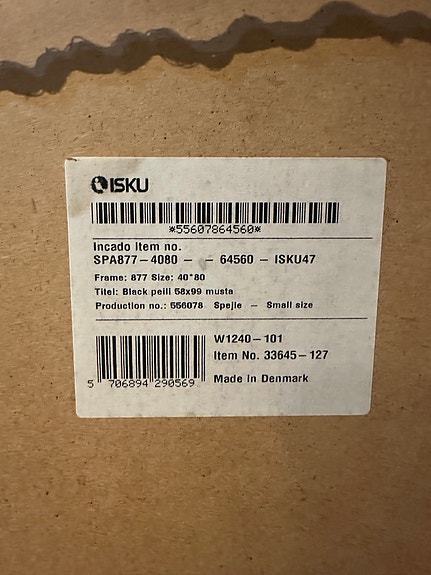 ISKU
*55607864560*
Incado Item no.
SPA877-4080 - - 64560 - ISKU47
Frame: 877 Size: 40*80
Titel: Black peili 58x99 musta
Production no.: 556078 Spejle - Small size
W1240-101
Item No. 33645-127
5 706894 290569
Made in Denmark